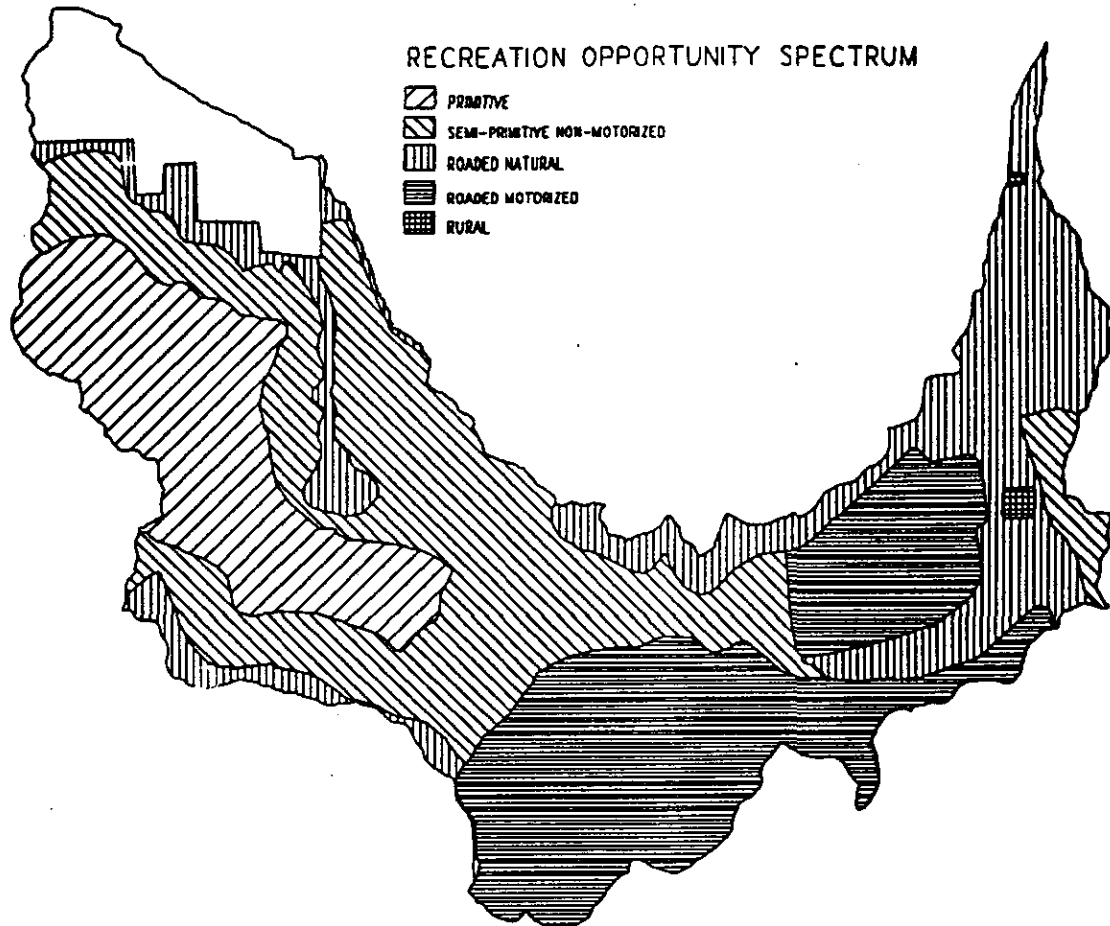 RECREATION OPPORTUNITY SPECTRUM
PRIMITIVE
SEMI-PRIMITIVE NON-MOTORIZED
ROADED NATURAL
ROADED MOTORIZED
RURAL